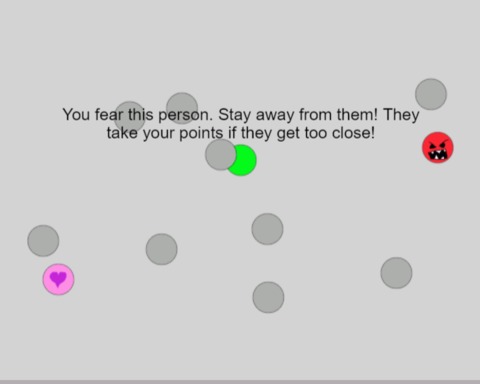 You fear this person. Stay away from them! They
take your points if they get too close!